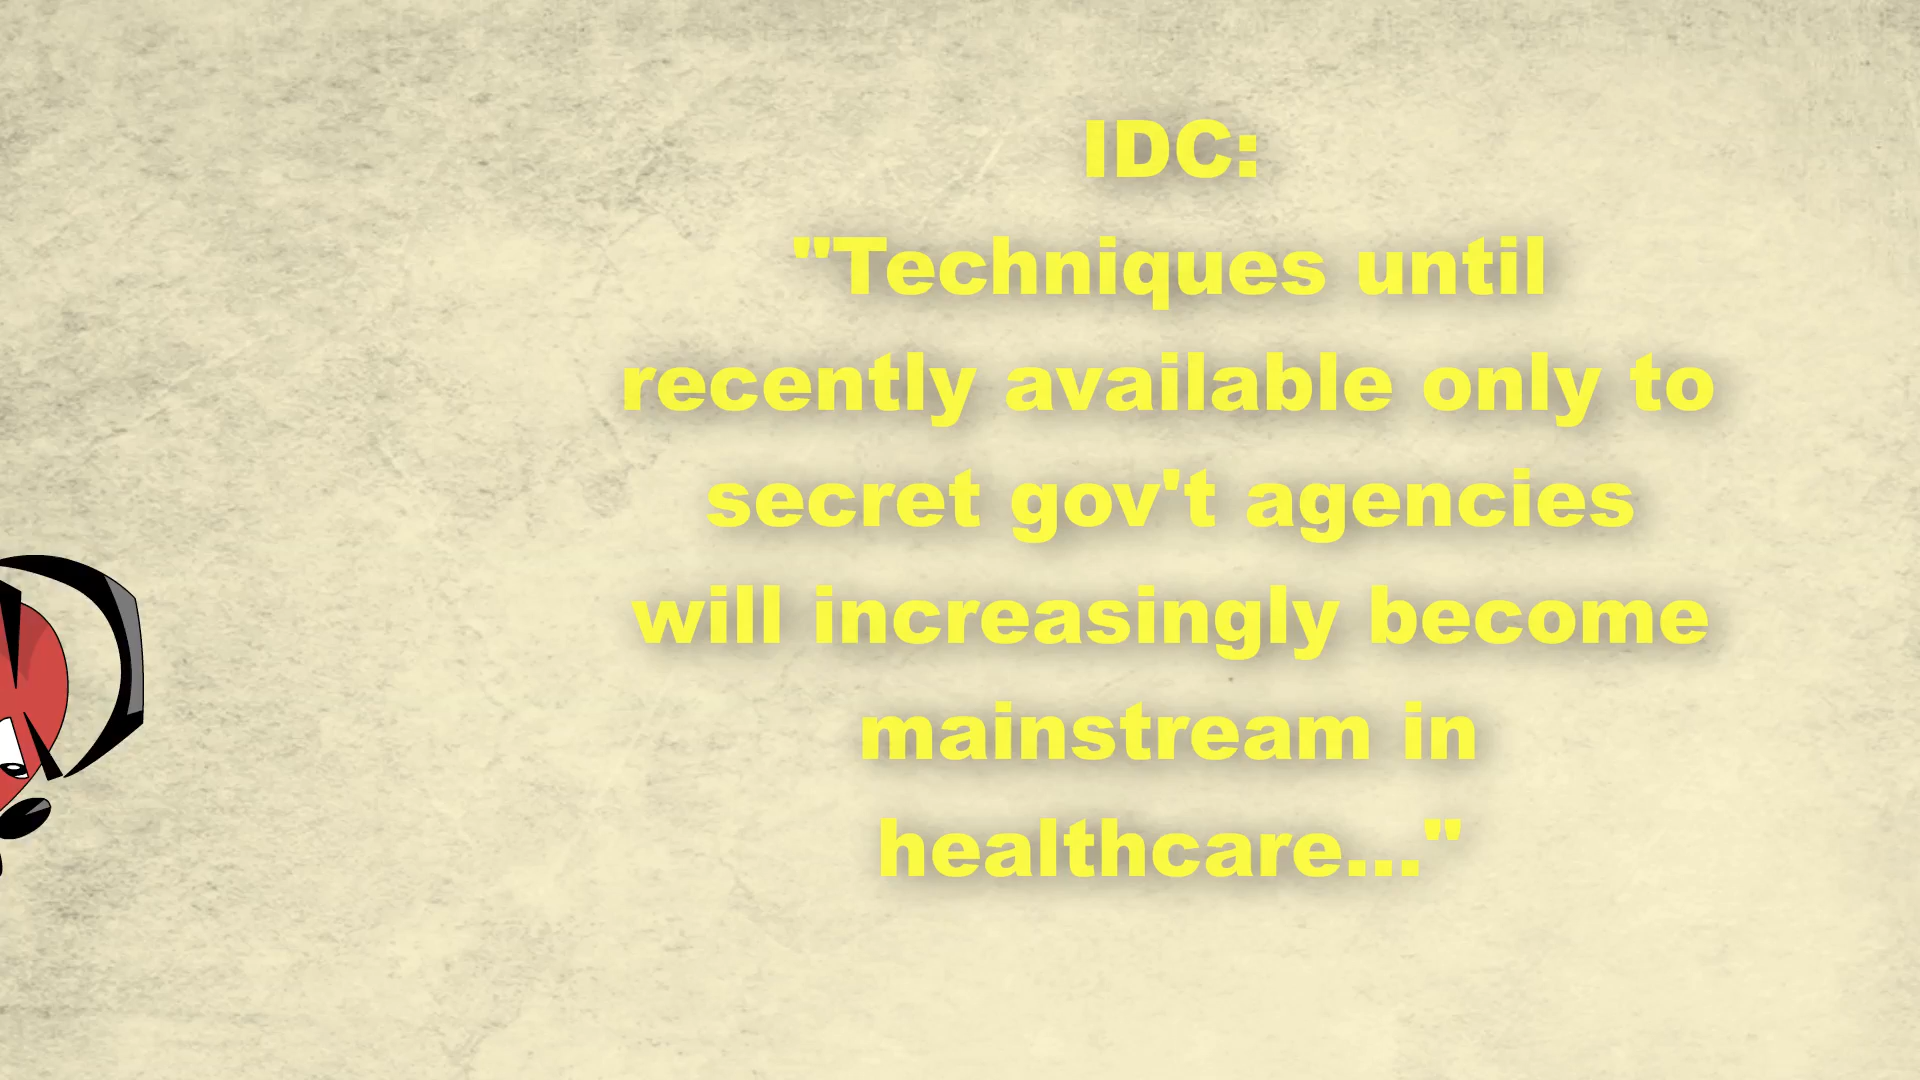 IDC:
"Techniques until
recently available only to
secret gov't agencies
will increasingly become
mainstream in
healthcare..."